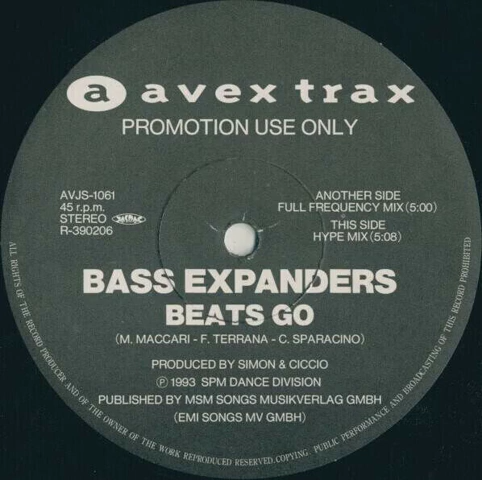 a avex trax
PROMOTION USE ONLY
AVJS-1061
45 r.p.m.
STEREO
R-390206
ANOTHER SIDE
FULL FREQUENCY MIX (5:00)
THIS SIDE
HYPE MIX (5:08)
BASS EXPANDERS
BEATS GO
(M. MACCARI - F. TERRANA - C. SPARACINO)
PRODUCED BY SIMON & CICCIO
Ⓟ 1993 SPM DANCE DIVISION
PUBLISHED BY MSM SONGS MUSIKVERLAG GMBH
(EMI SONGS MV GMBH)
ALL RIGHTS OF THE RECORD PRODUCER AND OF THE OWNER OF THE WORK REPRODUCED RESERVED.COPYING PUBLIC PERFORMANCE AND BROADCASTING OF THIS RECORD PROHIBITED